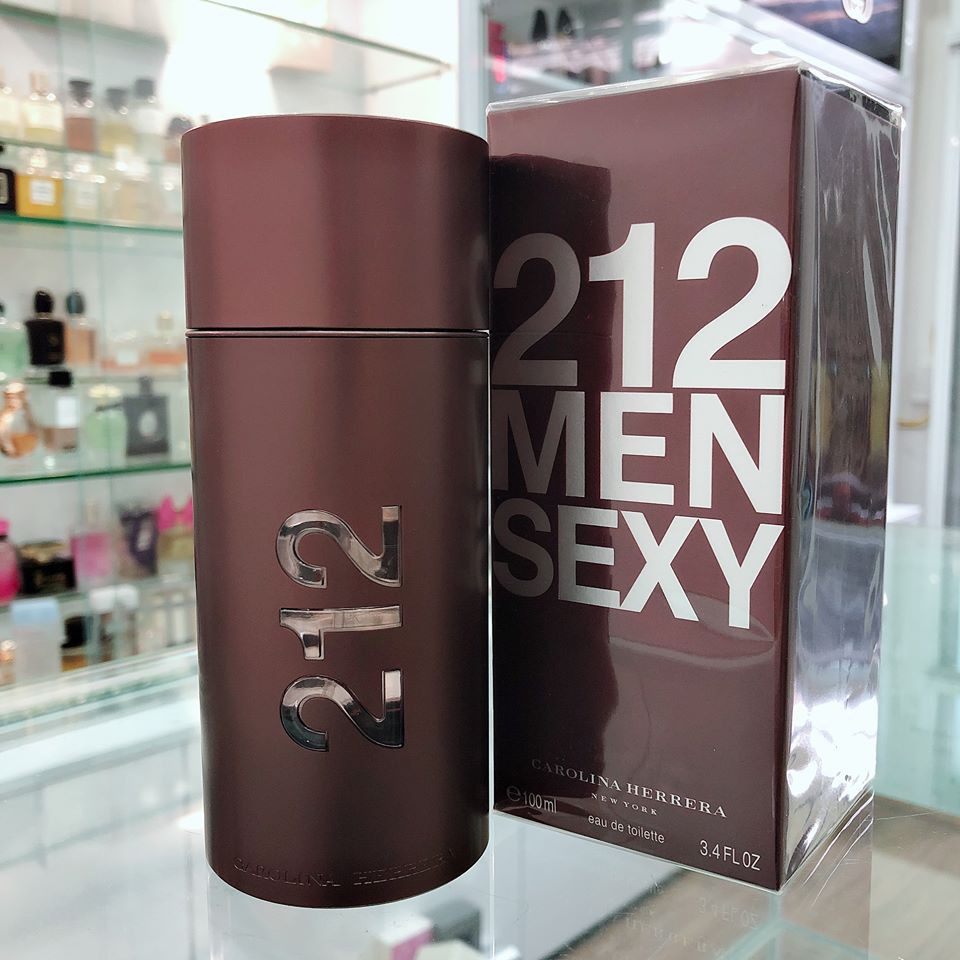 212
CAROLINA HERRERA
212
MEN
SEXY
CAROLINA HERRERA
NEW YORK
℮100ml
eau de toilette
3.4 FL OZ